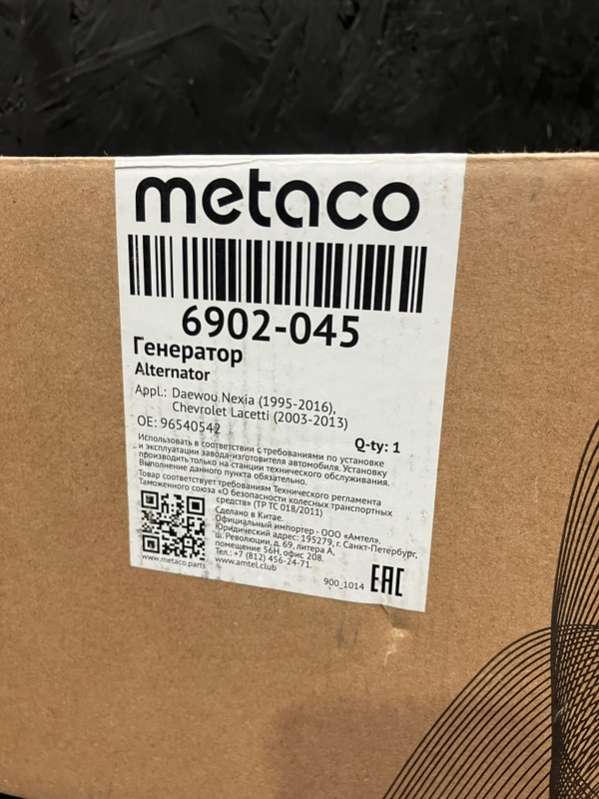 metaco
6902-045
Генератор
Alternator
Appl.: Daewou Nexia (1995-2016),
Chevrolet Lacetti (2003-2013)
OE: 96540542
Q-ty: 1
Использовать в соответствии с требованиями по установке
и эксплуатации завода-изготовителя автомобиля. Установку
производить только на станции технического обслуживания.
Выполнение данного пункта обязательно.
Товар соответствует требованиям Технического регламента
Таможенного союза «О безопасности колесных транспортных
средств» (ТР ТС 018/2011)
Сделано в Китае.
Официальный импортер - ООО «Амтел».
Юридический адрес: 195279, г. Санкт-Петербург,
ш. Революции, д. 69, литера А,
помещение 56Н, офис 208.
Тел.: +7 (812) 456-24-71.
www.metaco.parts
www.amtel.club
900_1014
EAC